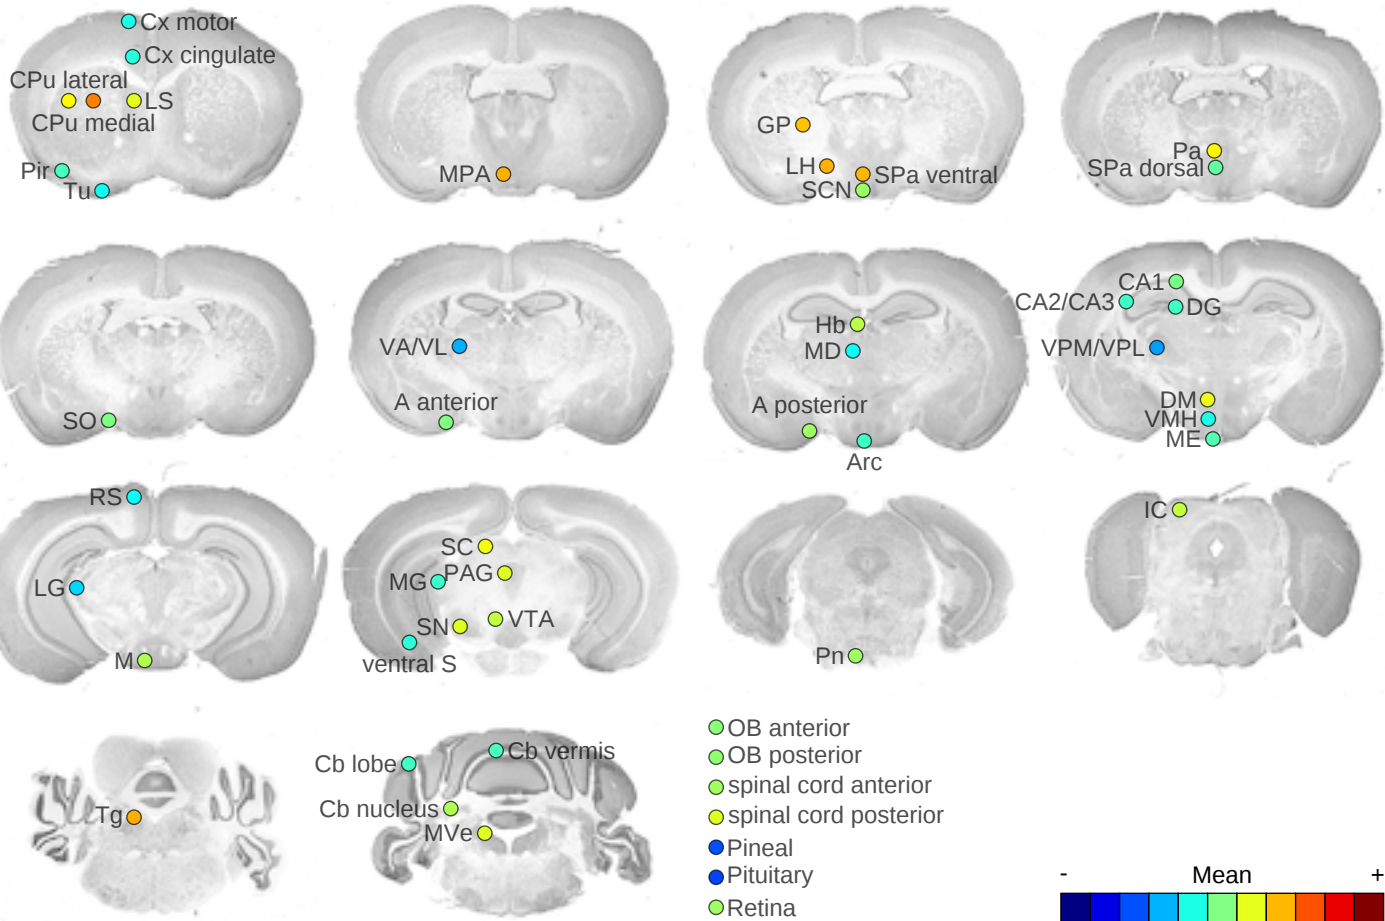 Cx motor
Cx cingulate
CPu lateral
LS
CPu medial
Pir
Tu
MPA
GP
LH
SPa ventral
SCN
Pa
SPa dorsal
SO
VA/VL
A anterior
Hb
MD
A posterior
Arc
CA1
CA2/CA3
DG
VPM/VPL
DM
VMH
ME
RS
LG
M
SC
PAG
MG
VTA
SN
ventral S
Pn
IC
Tg
Cb vermis
Cb lobe
Cb nucleus
MVe
OB anterior
OB posterior
spinal cord anterior
spinal cord posterior
Pineal
Pituitary
Retina
- Mean +